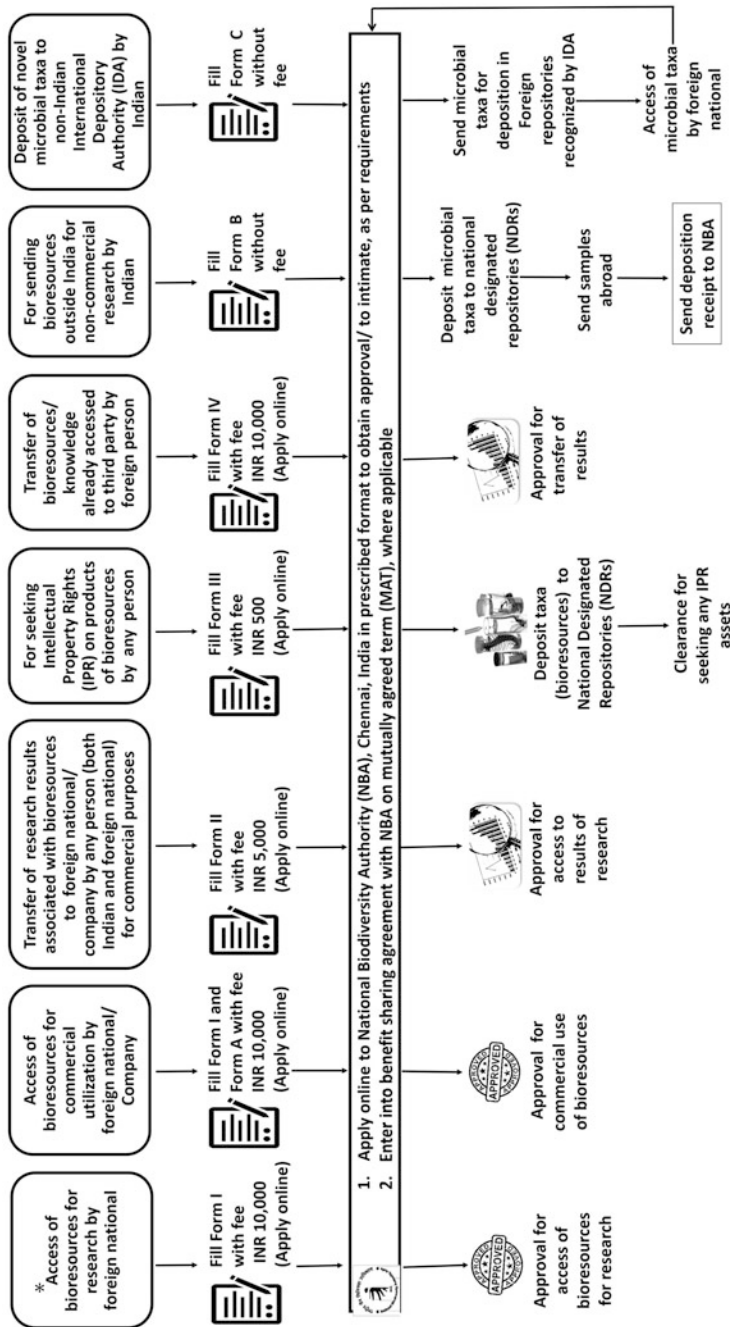 *Access of
bioresources for
research by
foreign national
Access of
bioresources for
commercial
utilization by
foreign national/
Company
Transfer of research results
associated with bioresources
to foreign national/
company by any person (both
Indian and foreign national)
for commercial purposes
For seeking
Intellectual
Property Rights
(IPR) on products
of bioresources
by any person
Transfer of
bioresources/
knowledge
already accessed
to third party by
foreign person
For sending
bioresources
outside India for
non-commercial
research by
Indian
Deposit of novel
microbial taxa to
non-Indian
International
Depository
Authority (IDA) by
Indian
Fill Form I
with fee
INR 10,000
(Apply online)
Fill Form I and
Form A with fee
INR 10,000
(Apply online)
Fill Form II
with fee
INR 5,000
(Apply online)
Fill Form III
with fee
INR 500
(Apply online)
Fill Form IV
with fee
INR 10,000
(Apply online)
Fill
Form B
without
fee
Fill
Form C
without
fee
1. Apply online to National Biodiversity Authority (NBA), Chennai, India in prescribed format to obtain approval/ to intimate, as per requirements
2. Enter into benefit sharing agreement with NBA on mutually agreed term (MAT), where applicable
APPROVED
Approval for
access of
bioresources
for research
APPROVED
Approval for
commercial use
of bioresources
Approval for
access to
results of
research
Deposit taxa
(bioresources) to
National Designated
Repositories (NDRs)
Clearance for
seeking any IPR
assets
Approval for
transfer of
results
Deposit microbial
taxa to national
designated
repositories (NDRs)
Send samples
abroad
Send deposition
receipt to NBA
Send microbial
taxa for
deposition in
Foreign
repositories
recognized by IDA
Access of
microbial taxa
by foreign
national